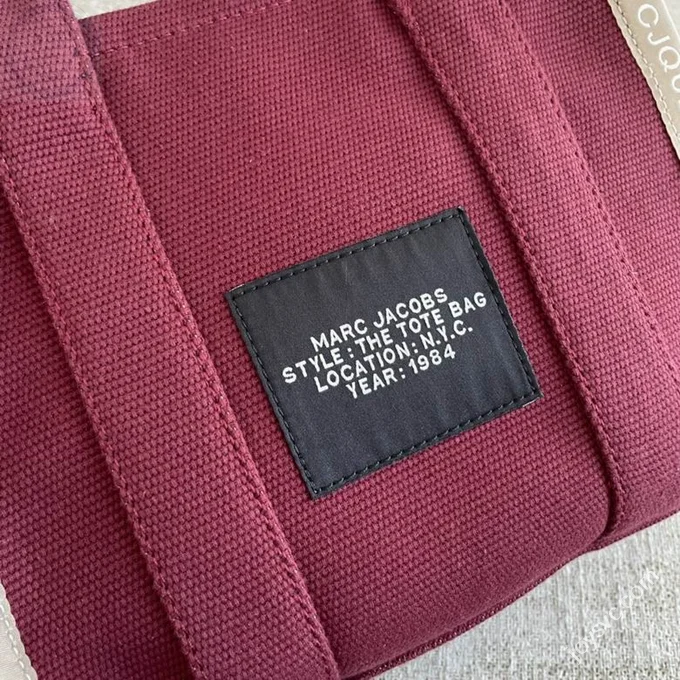 MARC JACOBS
STYLE : THE TOTE BAG
LOCATION : N.Y.C.
YEAR : 1984